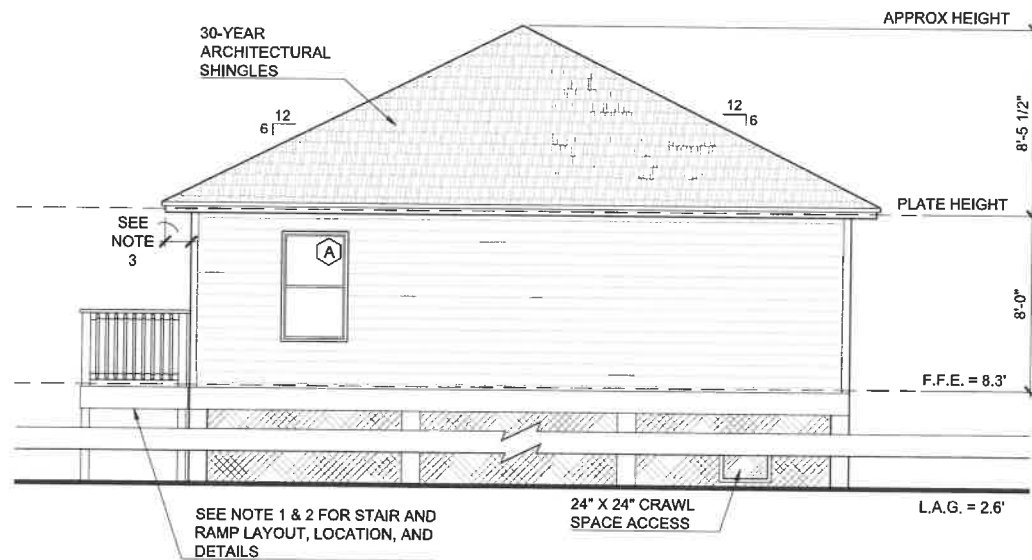 APPROX HEIGHT
30-YEAR
ARCHITECTURAL
SHINGLES
12
6
12
6
8'-5 1/2"
SEE
NOTE
3
PLATE HEIGHT
A
8'-0"
F.F.E. = 8.3'
SEE NOTE 1 & 2 FOR STAIR AND
RAMP LAYOUT, LOCATION, AND
DETAILS
24" X 24" CRAWL
SPACE ACCESS
L.A.G. = 2.6'